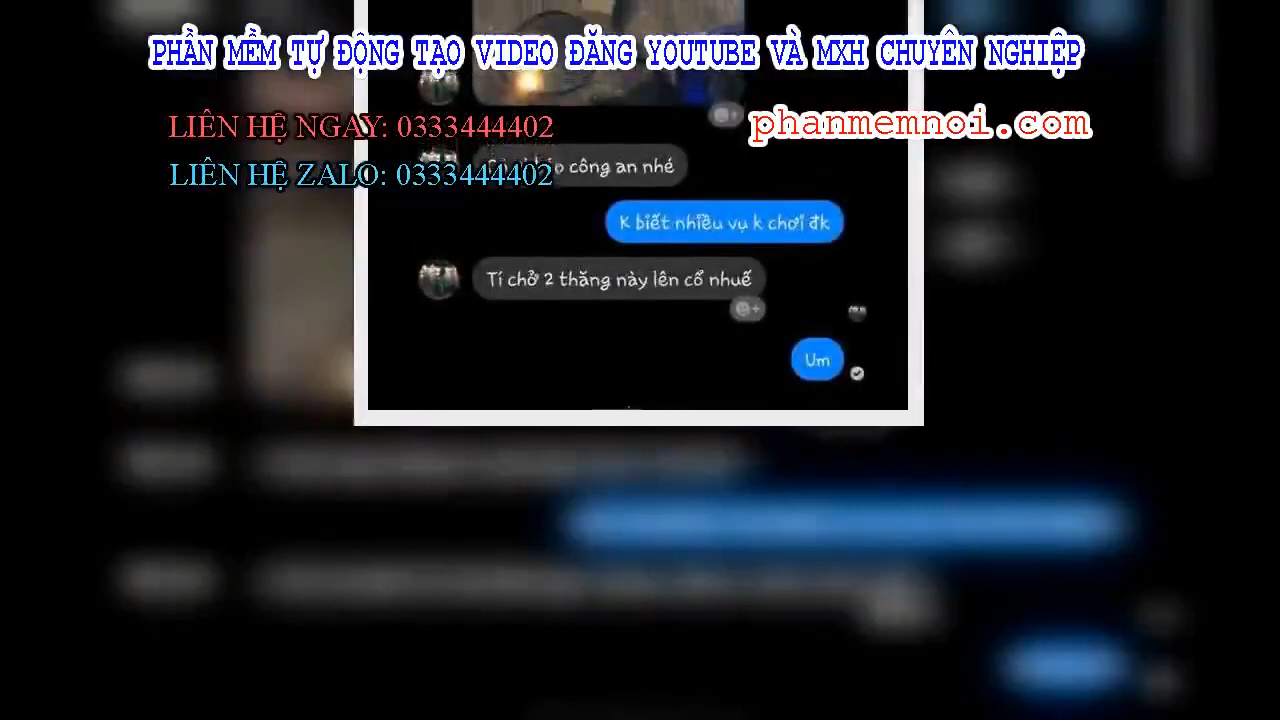 PHẦN MỀM TỰ ĐỘNG TẠO VIDEO ĐĂNG YOUTUBE VÀ MXH CHUYÊN NGHIỆP
LIÊN HỆ NGAY: 0333444402
phanmemnoi.com
công an nhé
LIÊN HỆ ZALO: 0333444402
K biết nhiều vụ k chơi đk
Tí chở 2 thăng này lên cổ nhuế
Um